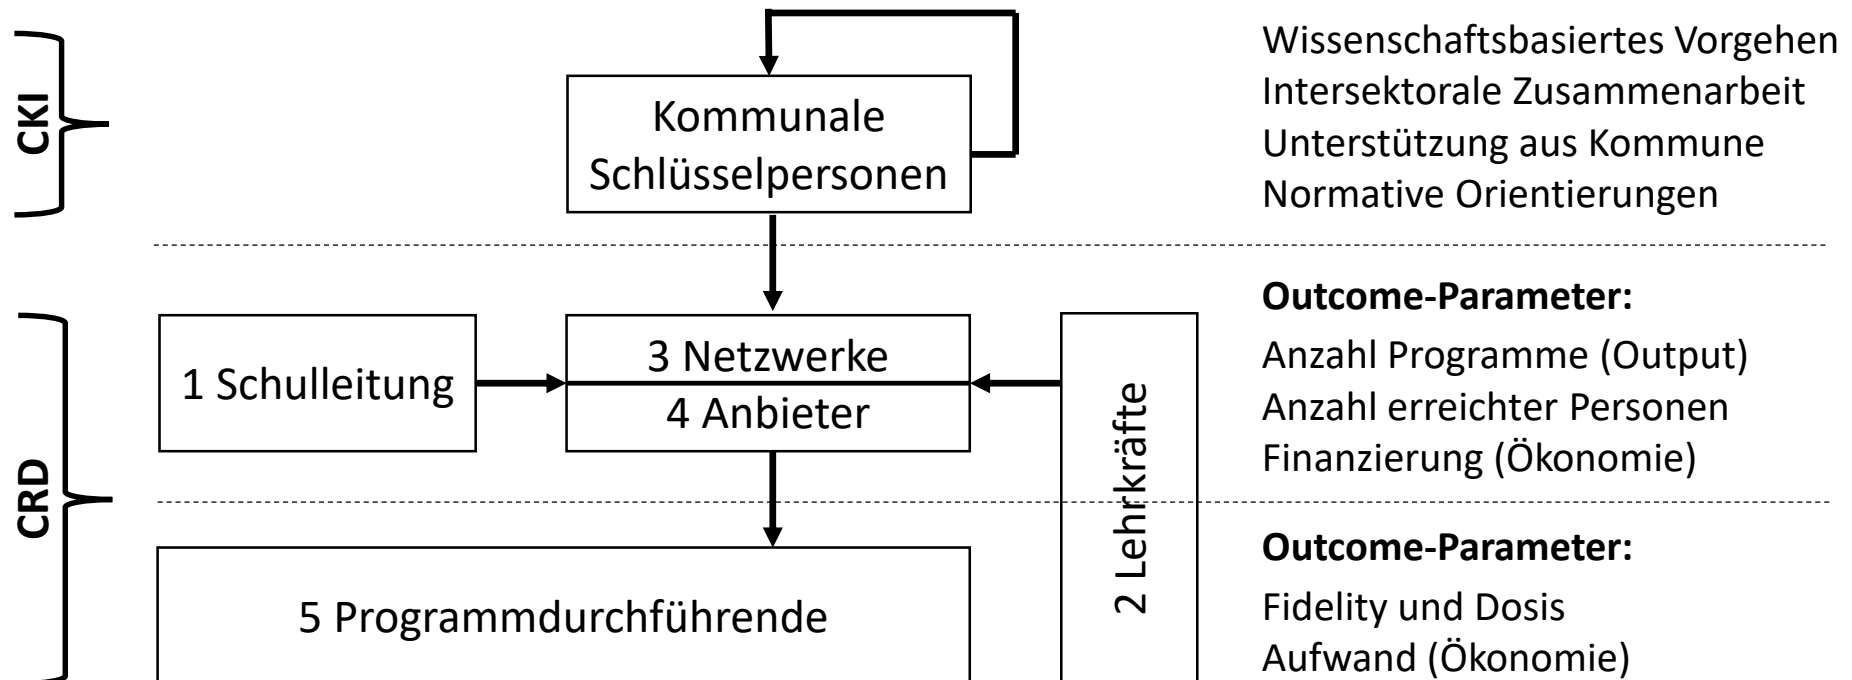 CKI
Kommunale
Schlüsselpersonen
Wissenschaftsbasiertes Vorgehen
Intersektorale Zusammenarbeit
Unterstützung aus Kommune
Normative Orientierungen
CRD
1 Schulleitung
3 Netzwerke
4 Anbieter
2 Lehrkräfte
Outcome-Parameter:
Anzahl Programme (Output)
Anzahl erreichter Personen
Finanzierung (Ökonomie)
5 Programmdurchführende
Outcome-Parameter:
Fidelity und Dosis
Aufwand (Ökonomie)